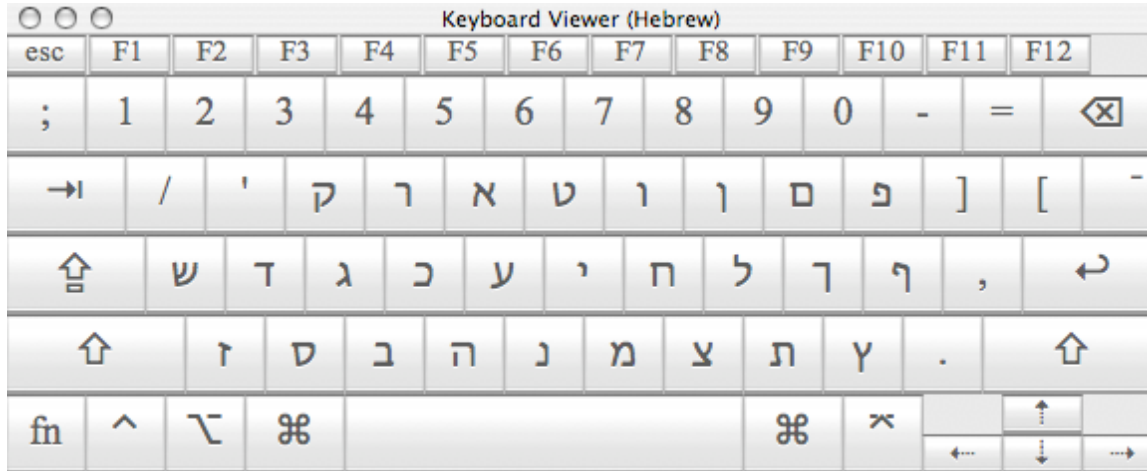 Keyboard Viewer (Hebrew)
esc F1 F2 F3 F4 F5 F6 F7 F8 F9 F10 F11 F12
; 1 2 3 4 5 6 7 8 9 0 - =
/ ' ק ר א ט ו ן ם פ ] [
ש ד ג כ ע י ח ל ך ף ,
ז ס ב ה נ מ צ ת ץ .
fn ⌃ ⌥ ⌘ ⌘ ⌤